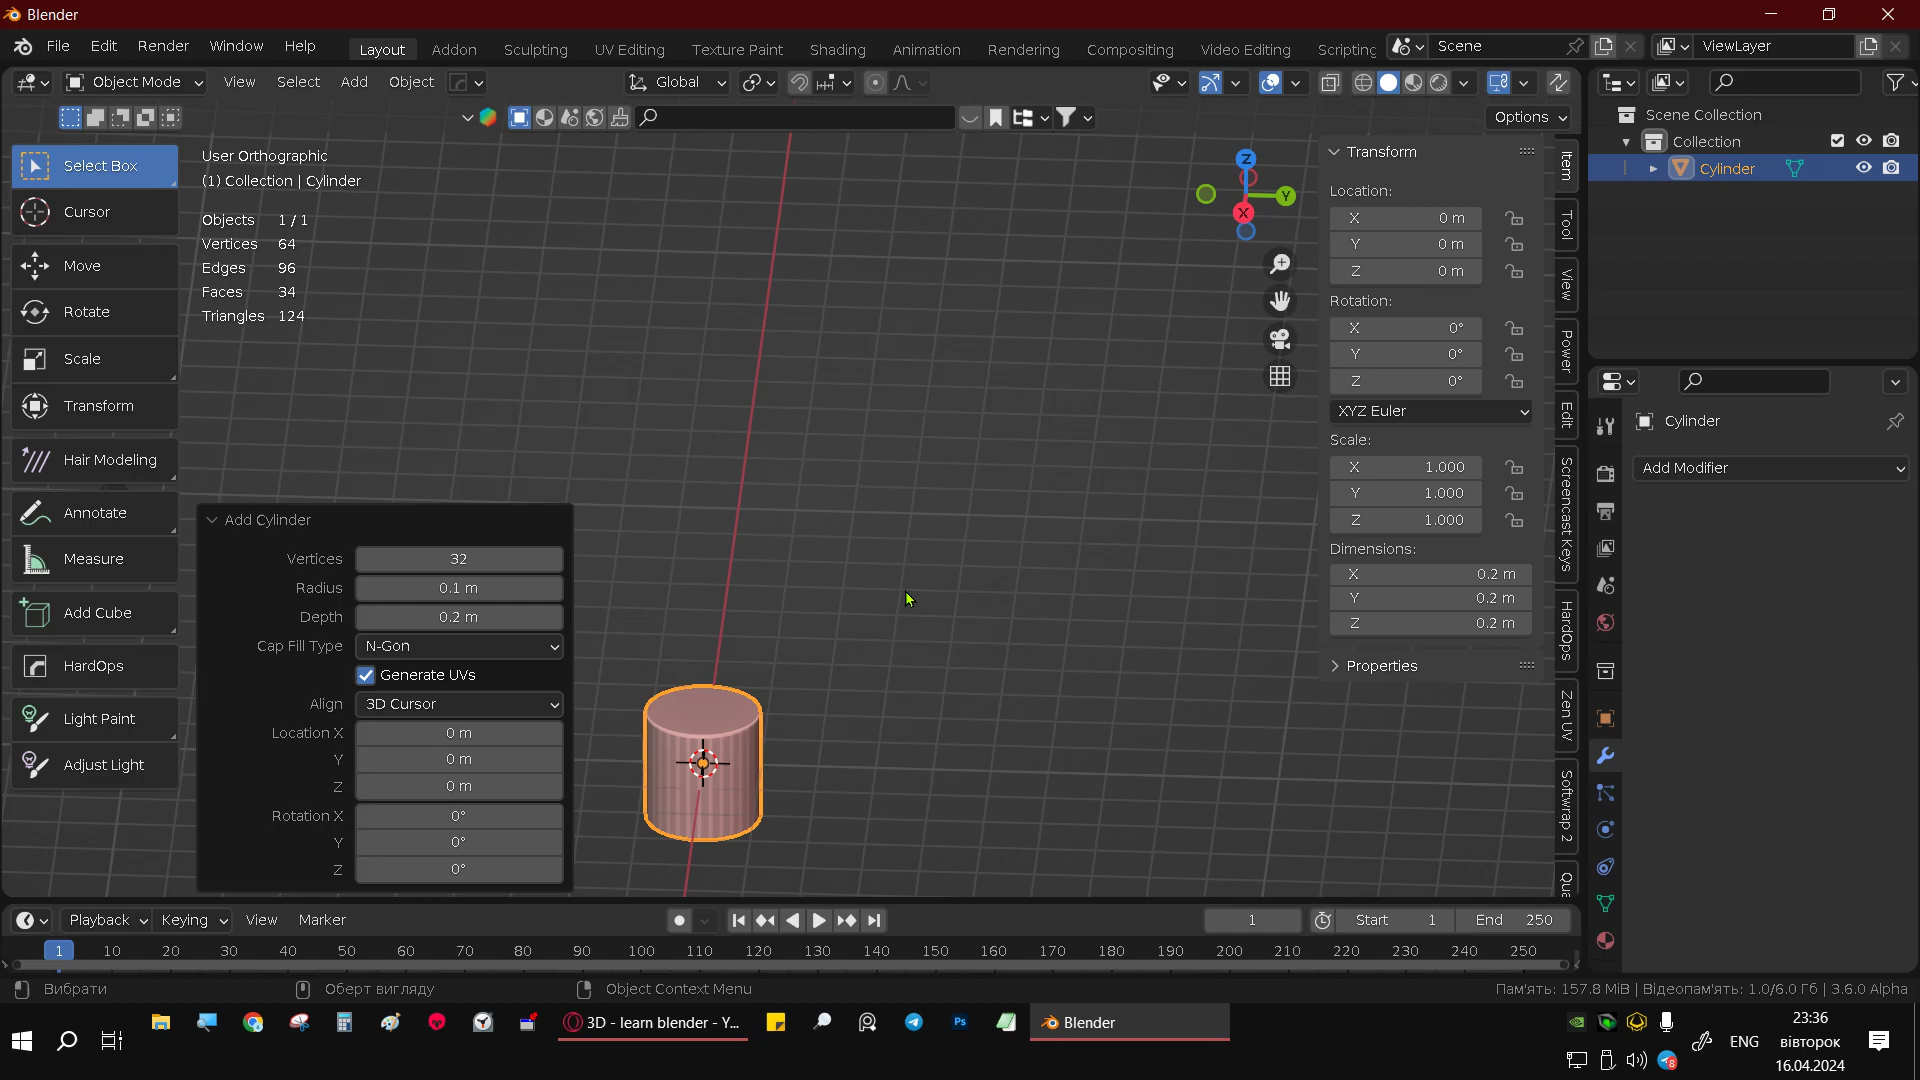 Blender
File Edit Render Window Help Layout Addon Sculpting UV Editing Texture Paint Shading Animation Rendering Compositing Video Editing Scripting Scene ViewLayer
Object Mode View Select Add Object Global
Options
Select Box
Cursor
Move
Rotate
Scale
Transform
Hair Modeling
Annotate
Measure
Add Cube
HardOps
Light Paint
Adjust Light
User Orthographic
(1) Collection | Cylinder
Objects 1 / 1
Vertices 64
Edges 96
Faces 34
Triangles 124
Add Cylinder
Vertices 32
Radius 0.1 m
Depth 0.2 m
Cap Fill Type N-Gon
Generate UVs
Align 3D Cursor
Location X 0 m
Y 0 m
Z 0 m
Rotation X 0°
Y 0°
Z 0°
Z
Y
X
Transform
Location:
X 0 m
Y 0 m
Z 0 m
Rotation:
X 0°
Y 0°
Z 0°
XYZ Euler
Scale:
X 1.000
Y 1.000
Z 1.000
Dimensions:
X 0.2 m
Y 0.2 m
Z 0.2 m
Properties
Item
Tool
View
Power
Edit
Screencast Keys
HardOps
Zen UV
Softwrap 2
Qua
Scene Collection
Collection
Cylinder
Cylinder
Add Modifier
Playback Keying View Marker 1 Start 1 End 250
1 10 20 30 40 50 60 70 80 90 100 110 120 130 140 150 160 170 180 190 200 210 220 230 240 250
Вибрати Оберт вигляду Object Context Menu Пам'ять: 157.8 MiB | Відеопам'ять: 1.0/6.0 Гб | 3.6.0 Alpha
3D - learn blender - Y... Ps Blender
ENG
23:36
вівторок
16.04.2024
8